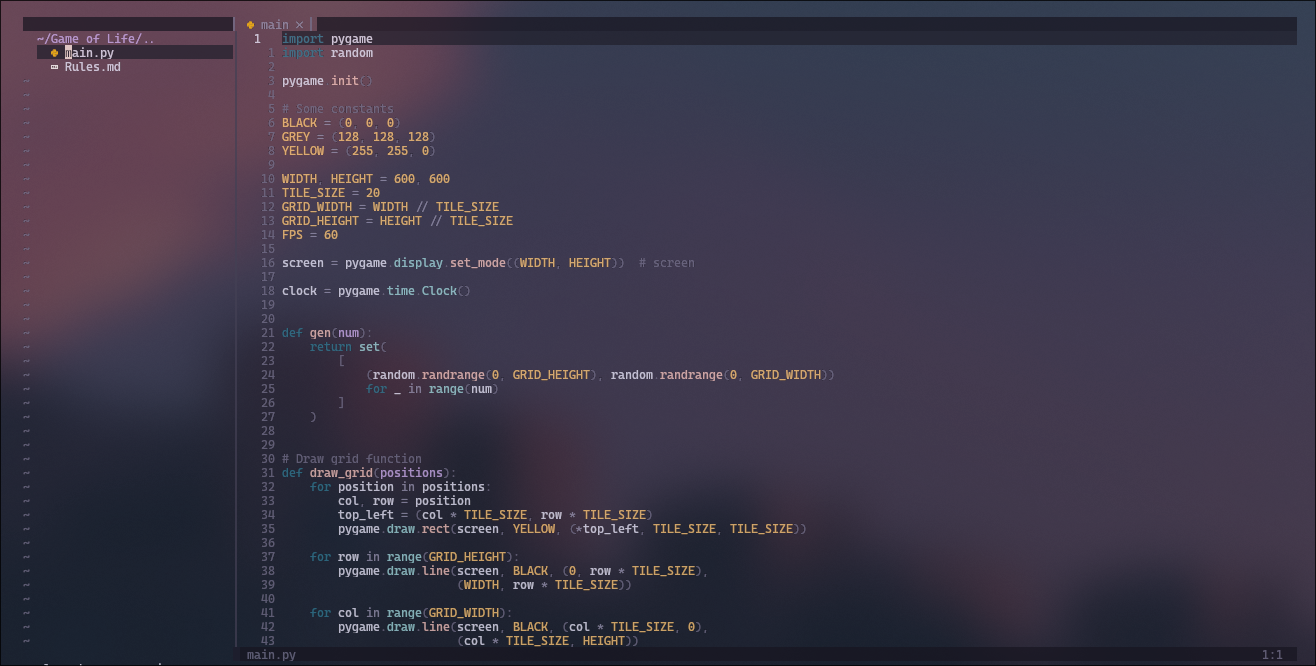 main ×
~/Game of Life/..
main.py
Rules.md
1 import pygame
1 import random
2
3 pygame.init()
4
5 # Some constants
6 BLACK = (0, 0, 0)
7 GREY = (128, 128, 128)
8 YELLOW = (255, 255, 0)
9
10 WIDTH, HEIGHT = 600, 600
11 TILE_SIZE = 20
12 GRID_WIDTH = WIDTH // TILE_SIZE
13 GRID_HEIGHT = HEIGHT // TILE_SIZE
14 FPS = 60
15
16 screen = pygame.display.set_mode((WIDTH, HEIGHT))  # screen
17
18 clock = pygame.time.Clock()
19
20
21 def gen(num):
22     return set(
23         [
24             (random.randrange(0, GRID_HEIGHT), random.randrange(0, GRID_WIDTH))
25             for _ in range(num)
26         ]
27     )
28
29
30 # Draw grid function
31 def draw_grid(positions):
32     for position in positions:
33         col, row = position
34         top_left = (col * TILE_SIZE, row * TILE_SIZE)
35         pygame.draw.rect(screen, YELLOW, (*top_left, TILE_SIZE, TILE_SIZE))
36
37     for row in range(GRID_HEIGHT):
38         pygame.draw.line(screen, BLACK, (0, row * TILE_SIZE),
39                          (WIDTH, row * TILE_SIZE))
40
41     for col in range(GRID_WIDTH):
42         pygame.draw.line(screen, BLACK, (col * TILE_SIZE, 0),
43                          (col * TILE_SIZE, HEIGHT))
main.py 1:1